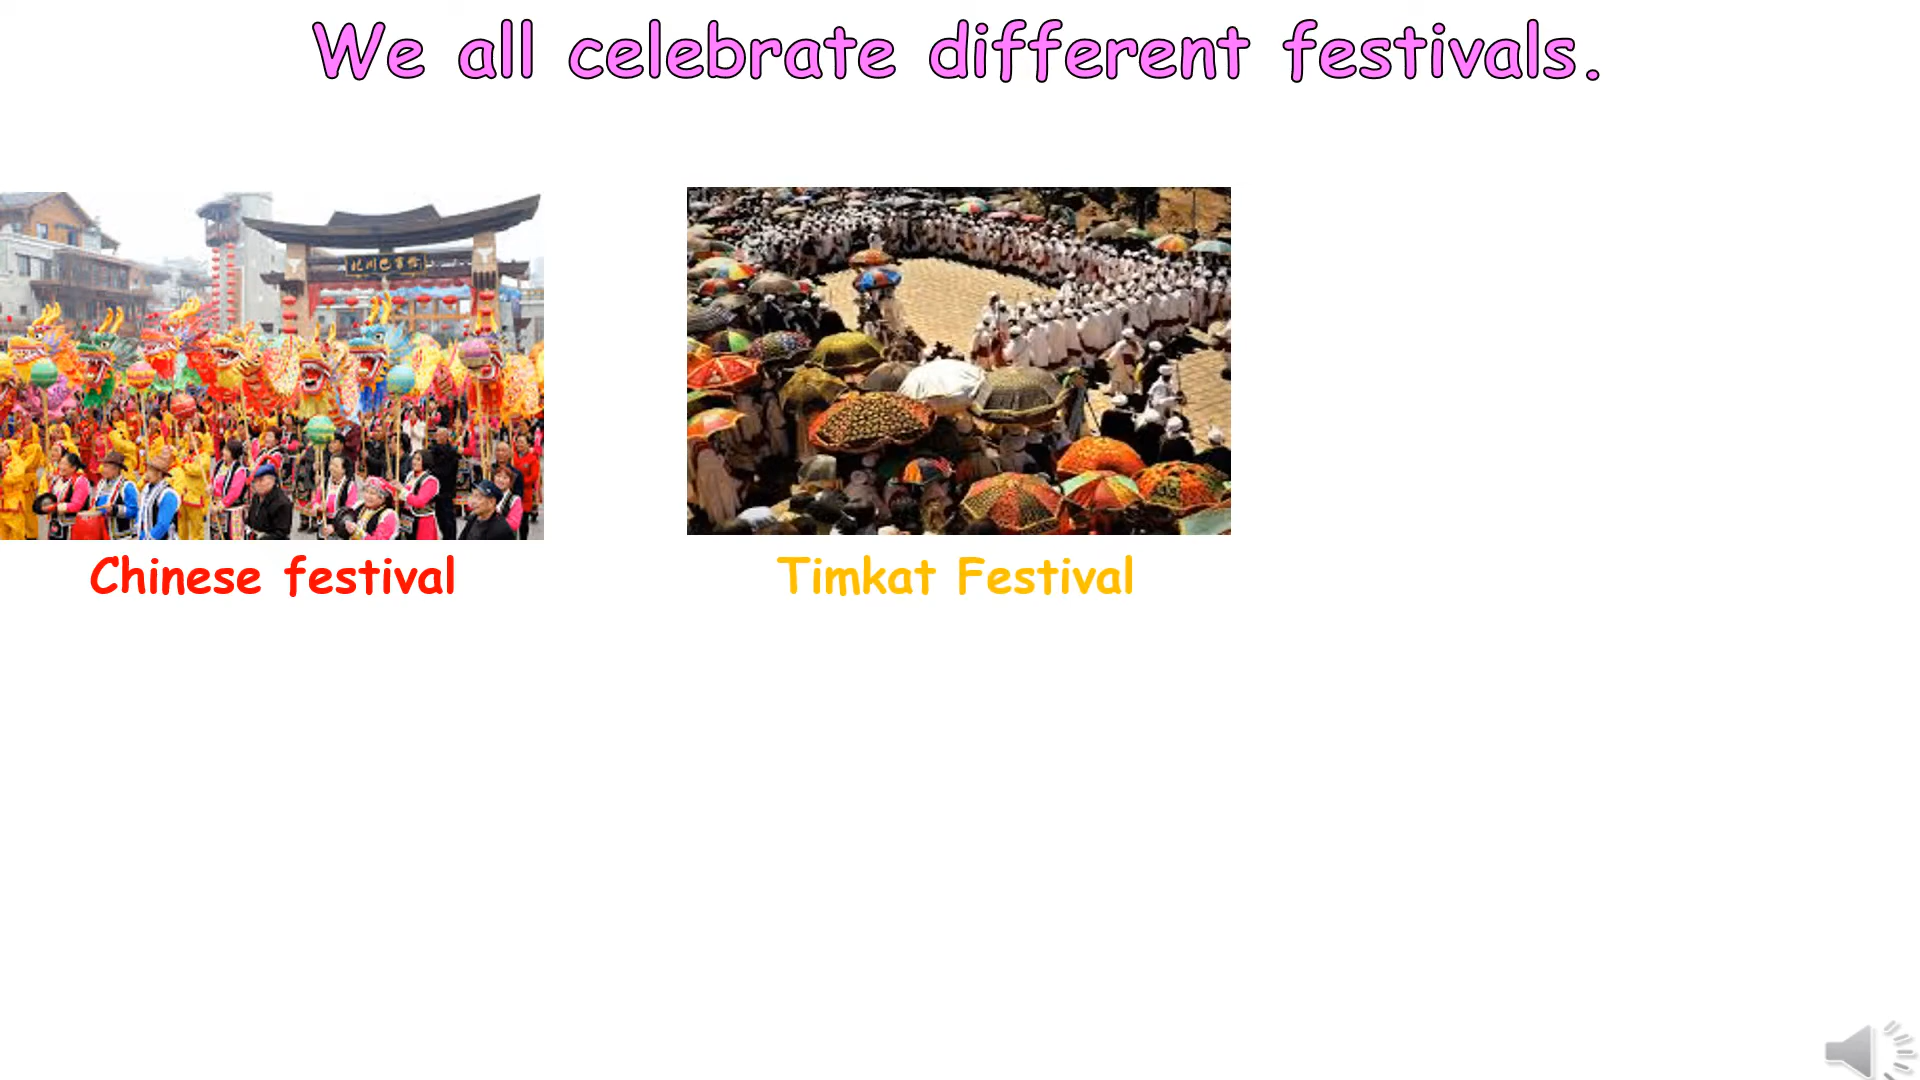 We all celebrate different festivals.
Chinese festival
Timkat Festival